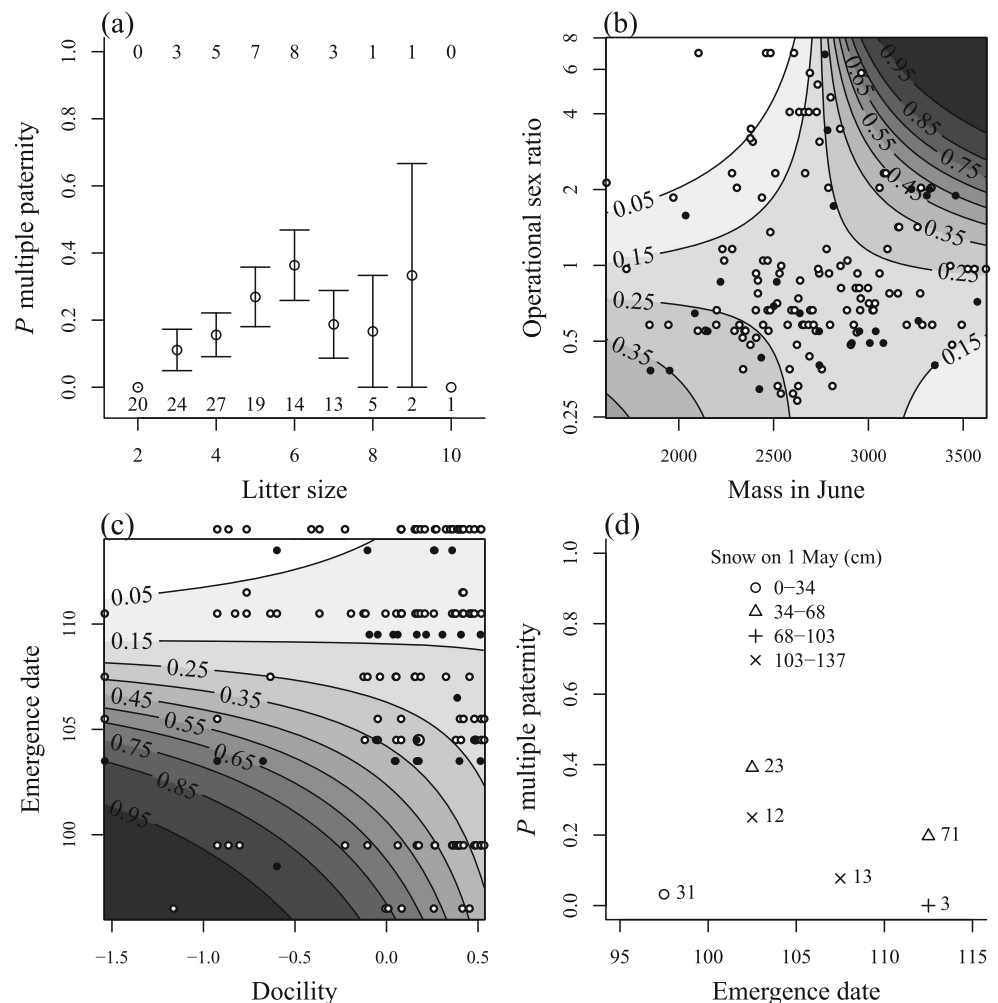 (a)
P multiple paternity
1.0
0.8
0.6
0.4
0.2
0.0
0 3 5 7 8 3 1 1 0
20 24 27 19 14 13 5 2 1
2 4 6 8 10
Litter size
(b)
Operational sex ratio
8
6
4
2
1
0.5
0.25
0.05
0.15
0.25
0.35
0.95
0.85
0.75
0.65
0.55
0.45
0.35
0.25
0.15
2000 2500 3000 3500
Mass in June
(c)
Emergence date
110
105
100
0.05
0.15
0.25
0.35
0.45
0.55
0.65
0.75
0.85
0.95
−1.5 −1.0 −0.5 0.0 0.5
Docility
(d)
P multiple paternity
1.0
0.8
0.6
0.4
0.2
0.0
Snow on 1 May (cm)
0−34
34−68
68−103
103−137
23
12
71
13
31
3
95 100 105 110 115
Emergence date